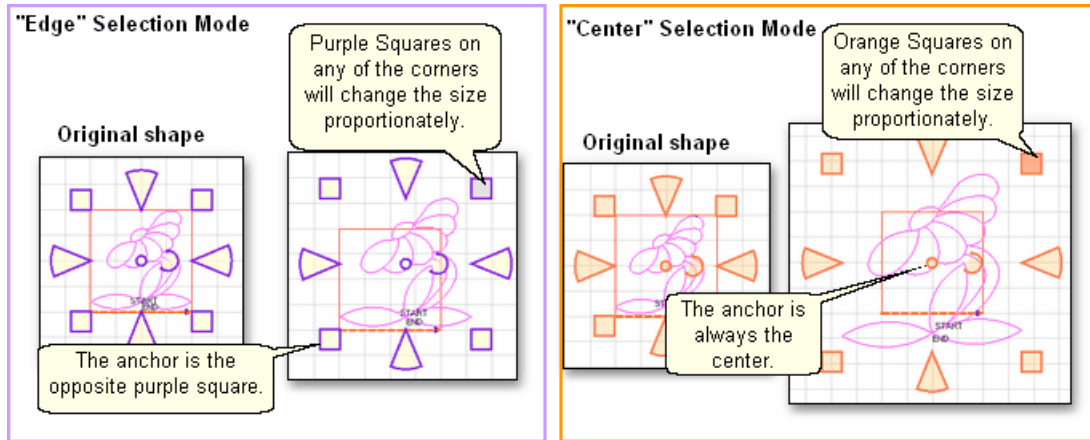 "Edge" Selection Mode
Purple Squares on
any of the corners
will change the size
proportionately.
Original shape
START
END
START
END
The anchor is the
opposite purple square.
"Center" Selection Mode
Orange Squares on
any of the corners
will change the size
proportionately.
Original shape
START
END
The anchor is
always the
center.